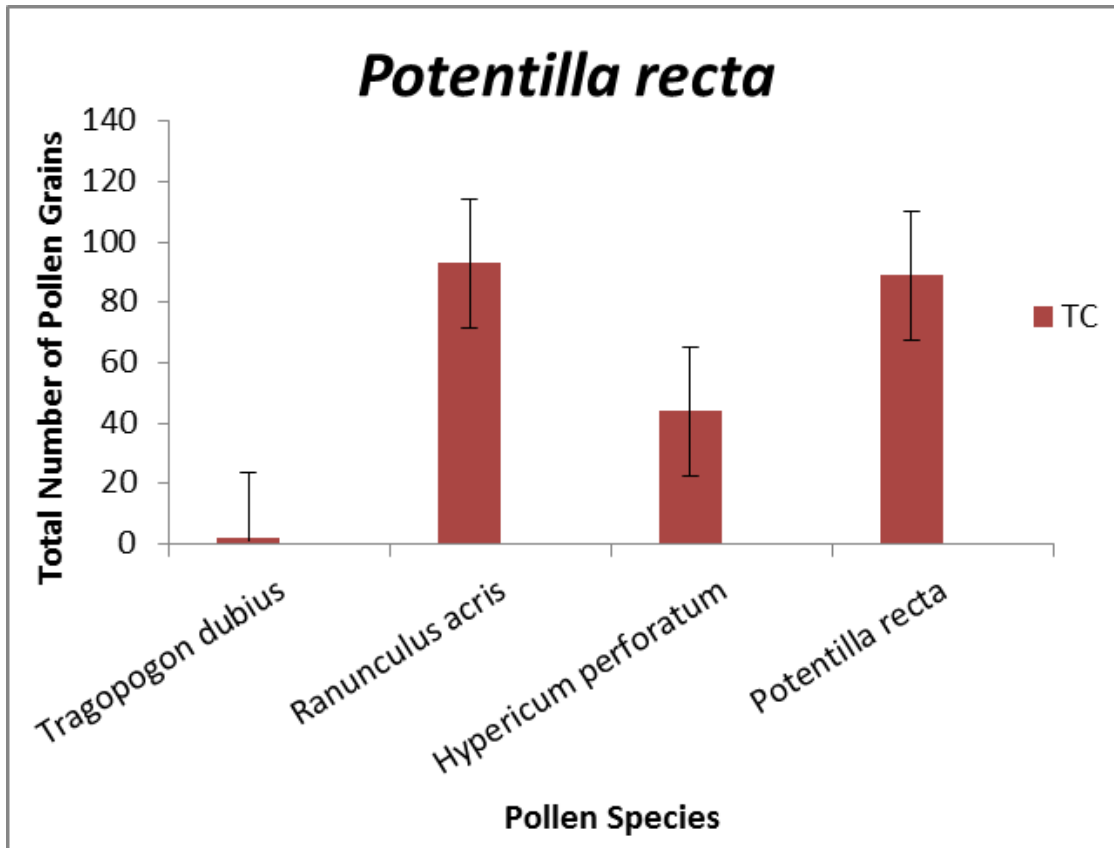 Potentilla recta
Total Number of Pollen Grains
140
120
100
80
60
40
20
0
Tragopogon dubius
Ranunculus acris
Hypericum perforatum
Potentilla recta
TC
Pollen Species